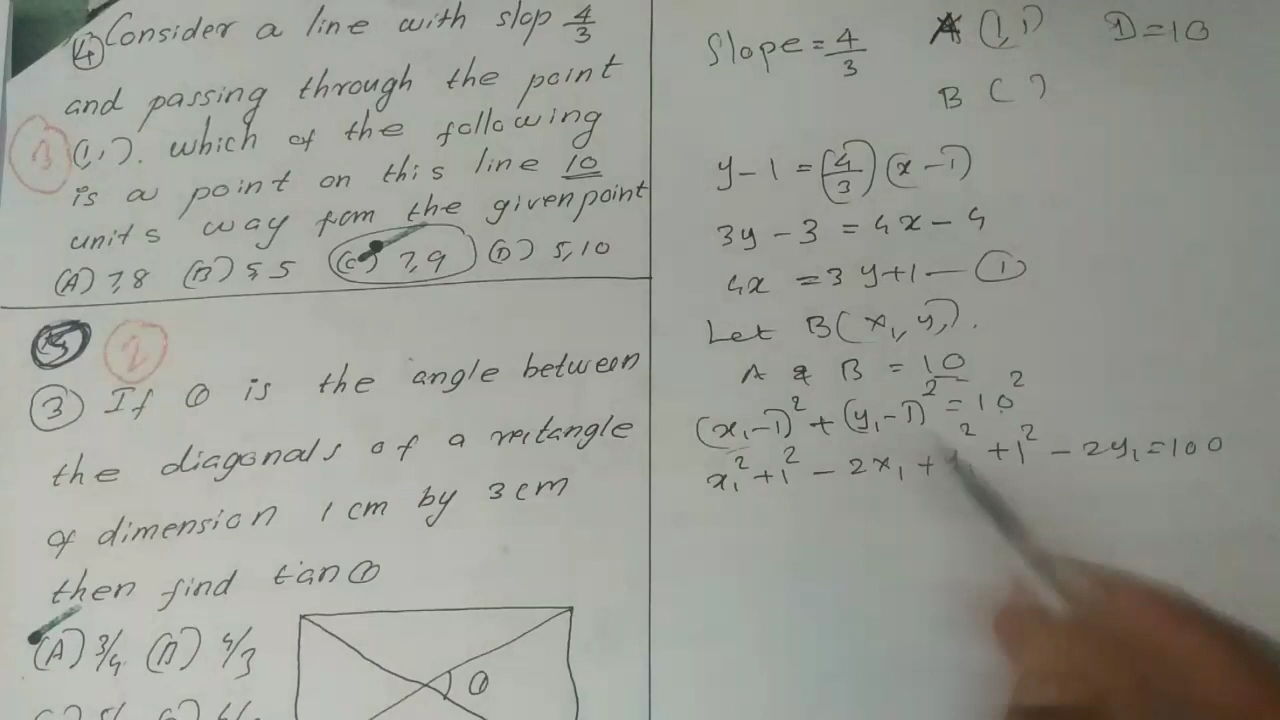 ④ Consider a line with slop 4/3
and passing through the point
(1,1). which of the following
is a point on this line 10
units way fom the given point
(A) 7,8 (B) 5,5 (C) 7,9 (D) 5,10
2
③ If θ is the angle between
the diagonals of a rectangle
of dimension 1 cm by 3 cm
then find tan θ
(A) 3/4 (B) 4/3
θ
Slope = 4/3 A (1,1) D = 10
B ( )
y - 1 = (4/3) (x - 1)
3y - 3 = 4x - 4
4x = 3y + 1 — ①
Let B(x₁, y₁).
A & B = 10
(x₁-1)² + (y₁-1)² = 10²
x₁² + 1² - 2x₁ + ² + 1² - 2y₁ = 100